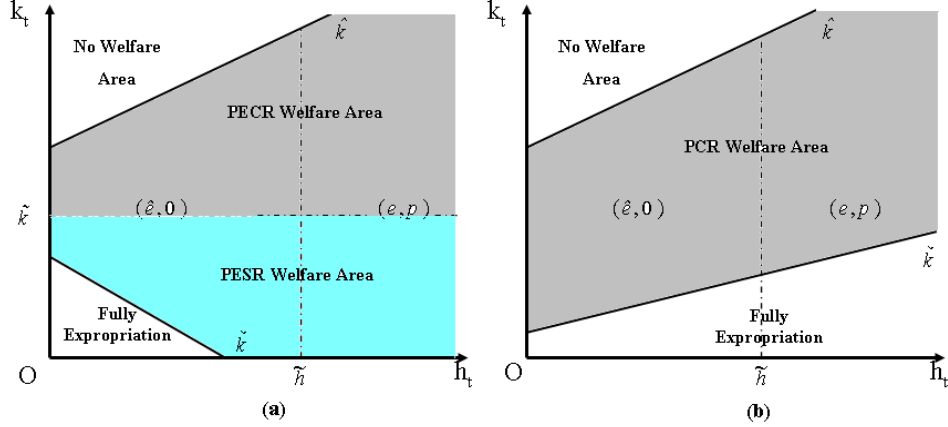 k_t
No Welfare
Area
k̂
PECR Welfare Area
k̃
(ê, 0)
(e, p)
PESR Welfare Area
Fully
Expropriation
ǩ
O
h̃
h_t
(a)
k_t
No Welfare
Area
k̂
PCR Welfare Area
(ê, 0)
(e, p)
ǩ
Fully
Expropriation
O
h̃
h_t
(b)